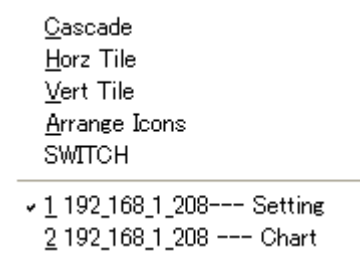 Cascade
Horz Tile
Vert Tile
Arrange Icons
SWITCH
1 192_168_1_208--- Setting
2 192_168_1_208 --- Chart